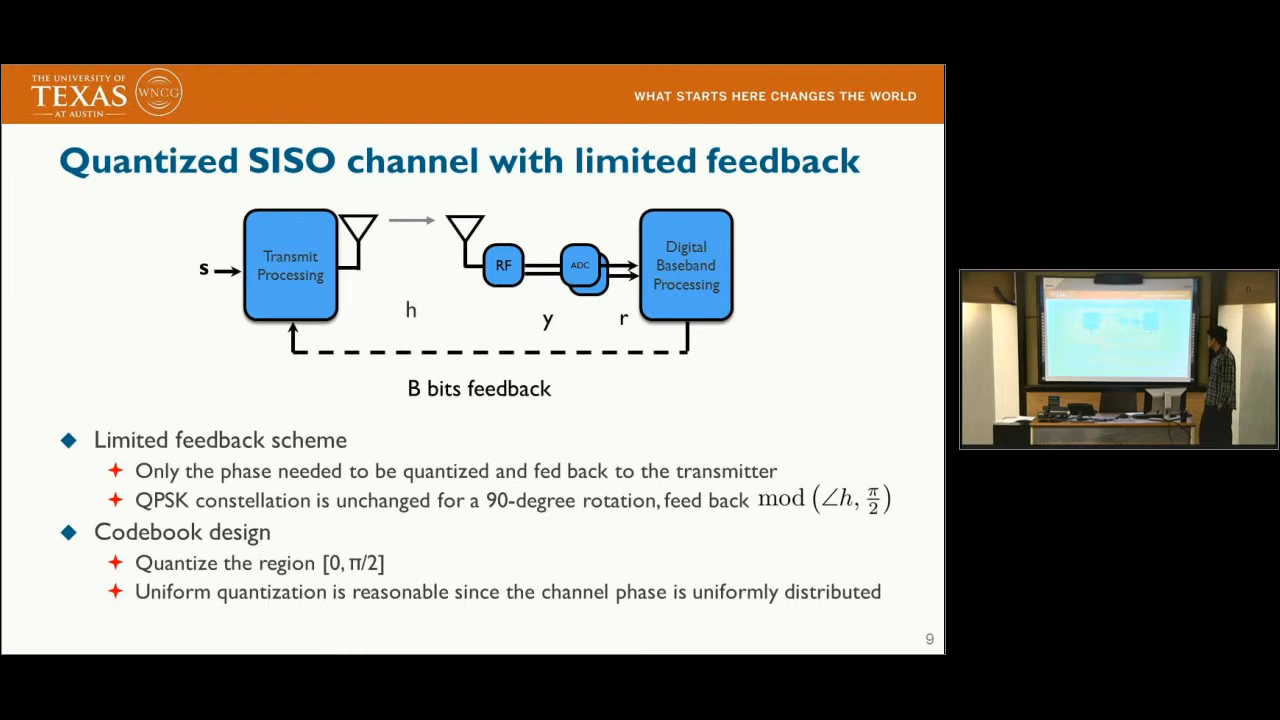 THE UNIVERSITY OF
TEXAS
AT AUSTIN
WNCG
WHAT STARTS HERE CHANGES THE WORLD
Quantized SISO channel with limited feedback
s
Transmit
Processing
h
RF
y
ADC
r
Digital
Baseband
Processing
B bits feedback
Limited feedback scheme
Only the phase needed to be quantized and fed back to the transmitter
QPSK constellation is unchanged for a 90-degree rotation, feed back mod (∠h, π/2)
Codebook design
Quantize the region [0, π/2]
Uniform quantization is reasonable since the channel phase is uniformly distributed
9